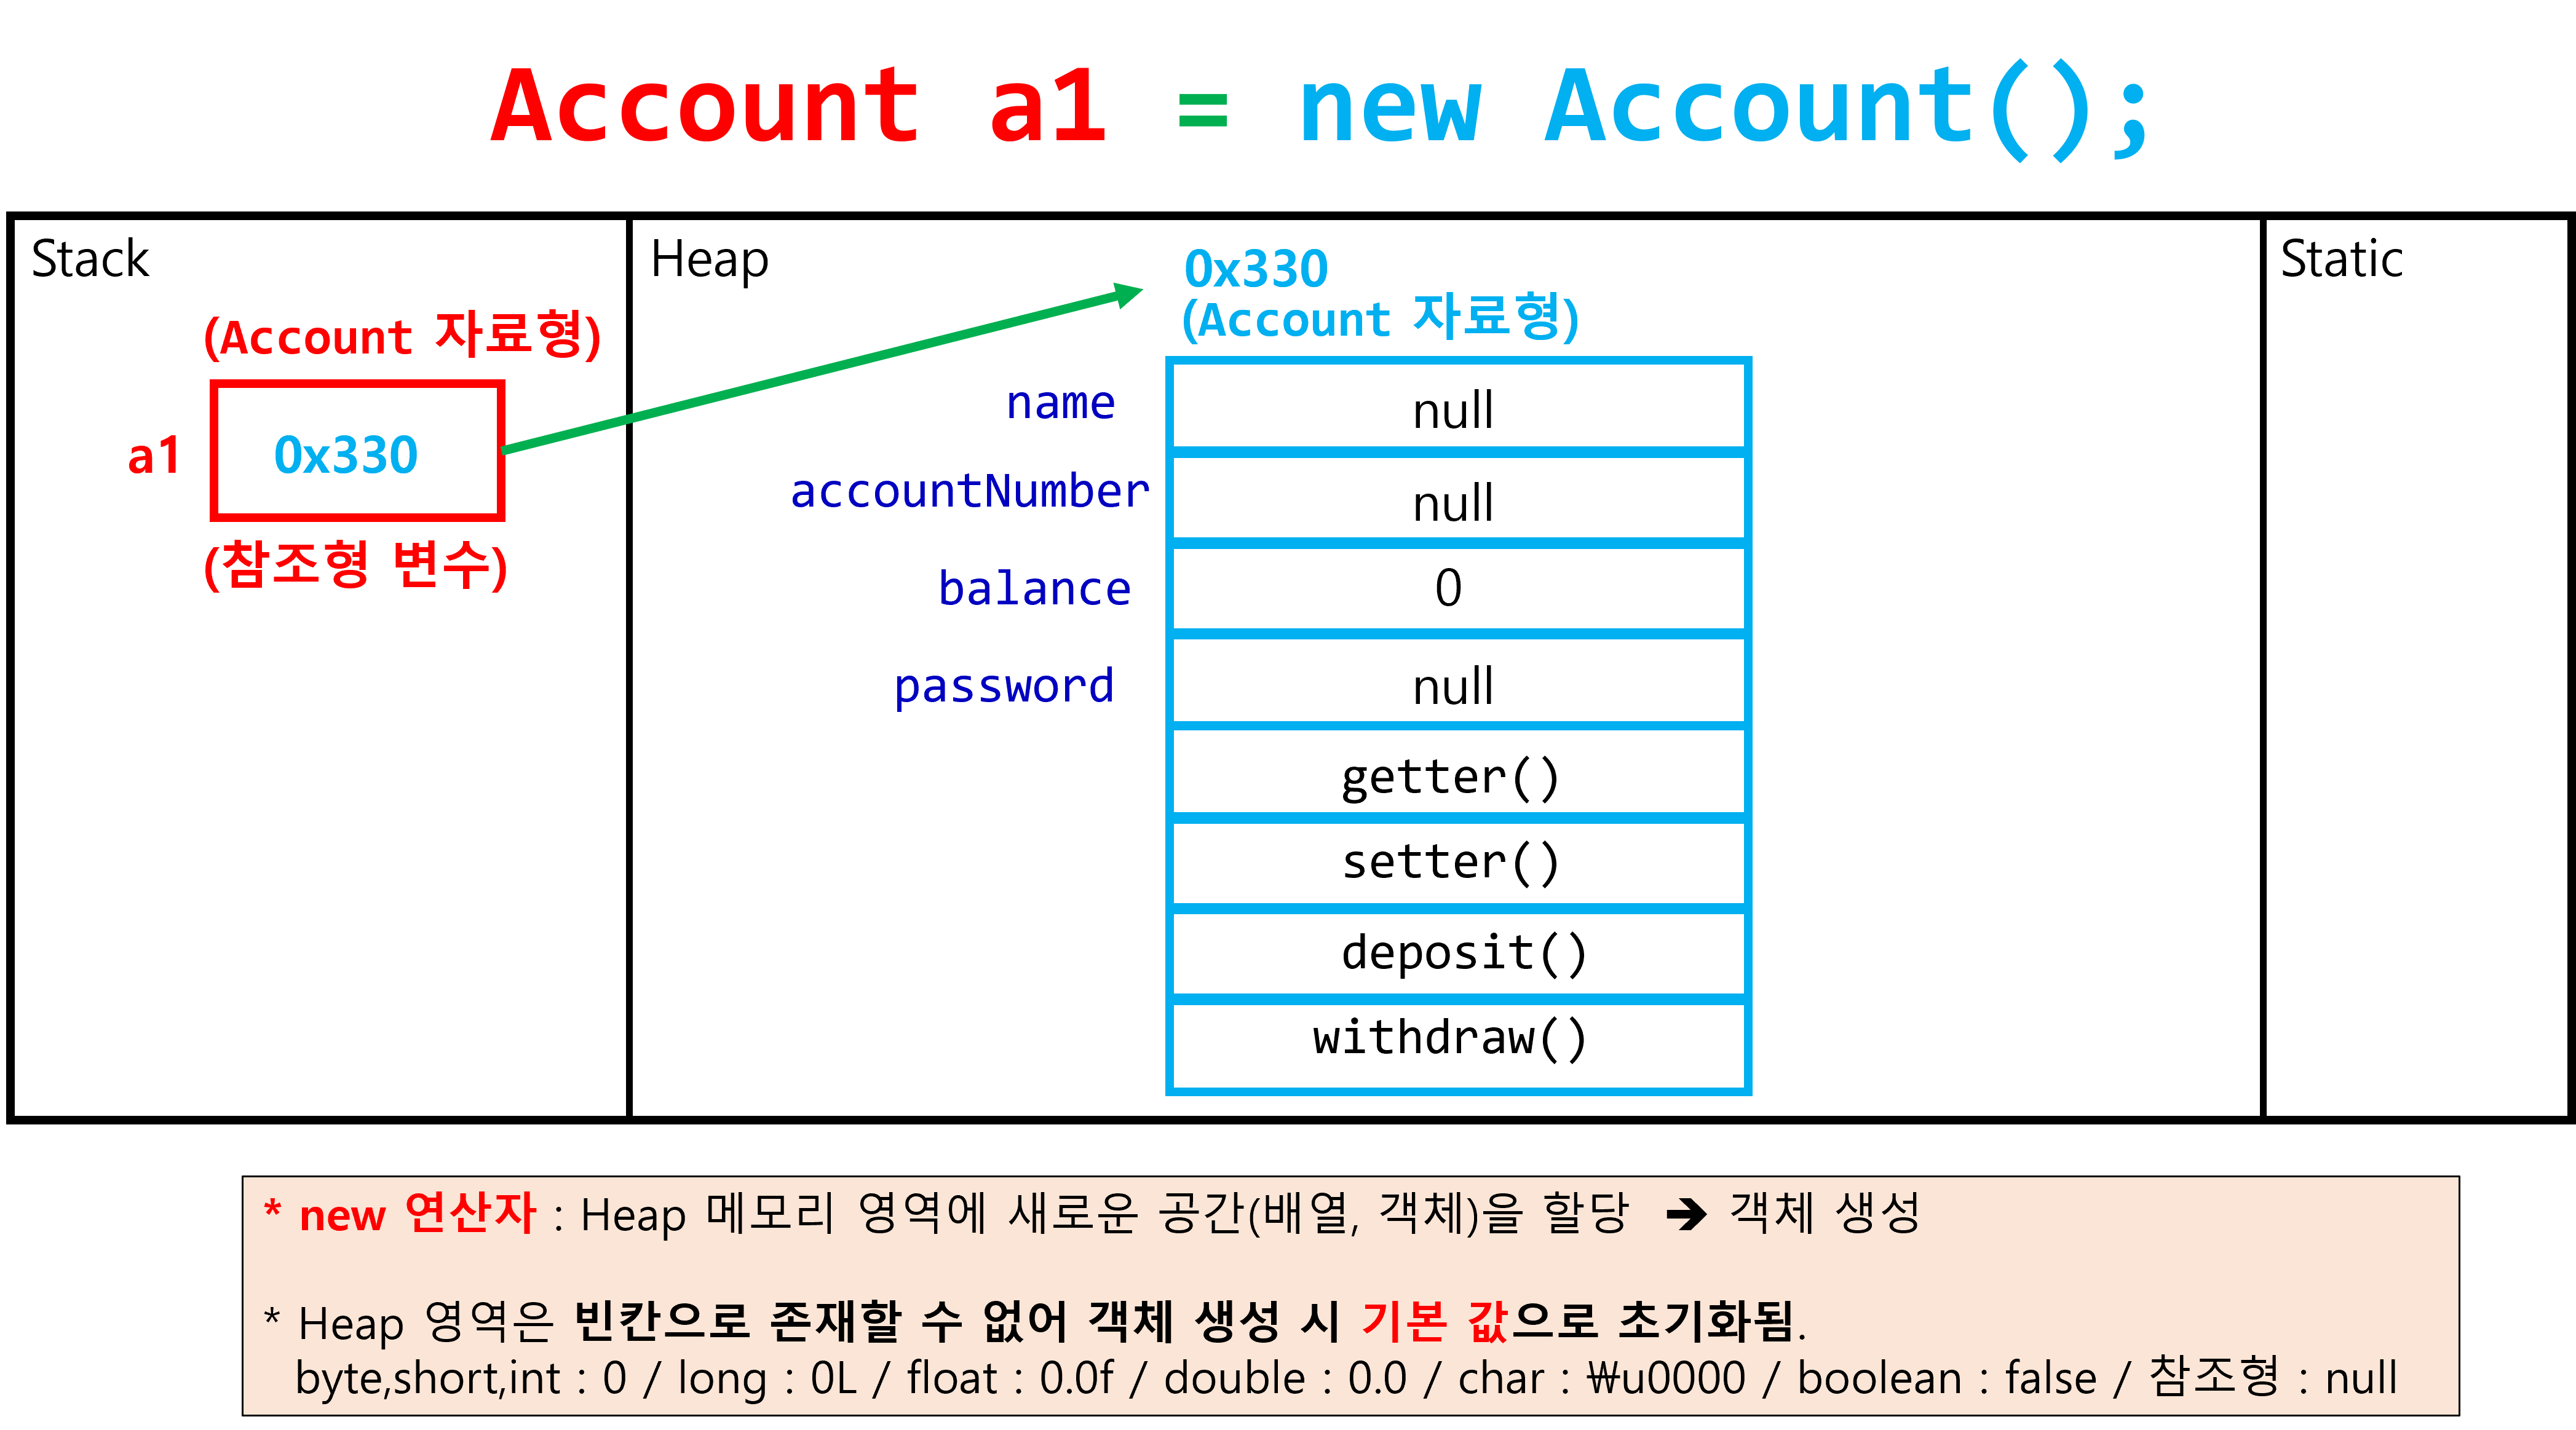 Account a1 = new Account();
Stack
Heap
Static
(Account 자료형)
a1
0x330
(참조형 변수)
0x330
(Account 자료형)
name
null
accountNumber
null
balance
0
password
null
getter()
setter()
deposit()
withdraw()
* new 연산자 : Heap 메모리 영역에 새로운 공간(배열, 객체)을 할당 ➔ 객체 생성
* Heap 영역은 빈칸으로 존재할 수 없어 객체 생성 시 기본 값으로 초기화됨.
byte,short,int : 0 / long : 0L / float : 0.0f / double : 0.0 / char : ₩u0000 / boolean : false / 참조형 : null